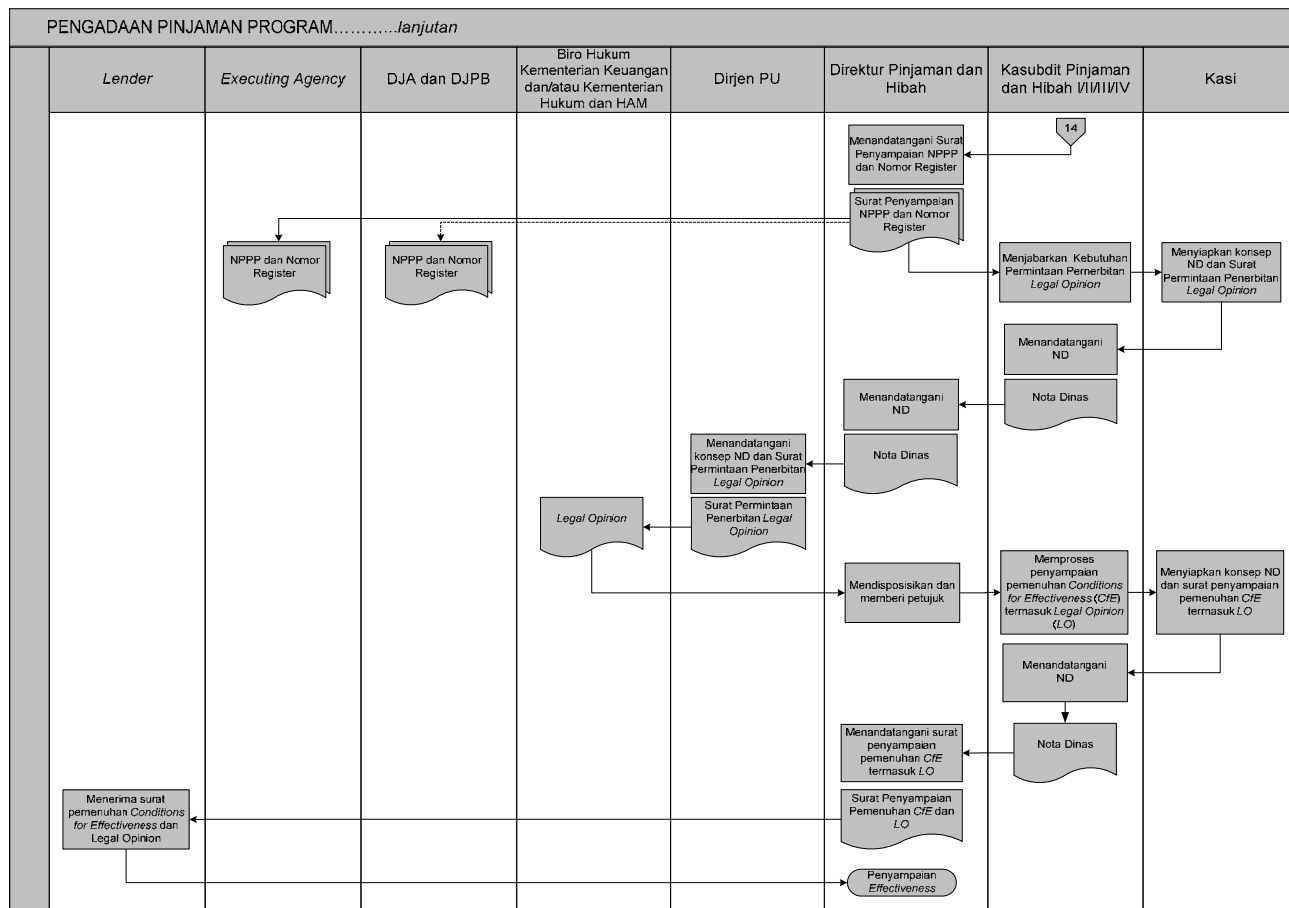 PENGADAAN PINJAMAN PROGRAM…………lanjutan
Lender
Executing Agency
DJA dan DJPB
Biro Hukum
Kementerian Keuangan
dan/atau Kementerian
Hukum dan HAM
Dirjen PU
Direktur Pinjaman dan
Hibah
Kasubdit Pinjaman
dan Hibah I/II/III/IV
Kasi
14
Menandatangani Surat
Penyampaian NPPP
dan Nomor Register
Surat Penyampaian
NPPP dan Nomor
Register
NPPP dan Nomor
Register
NPPP dan Nomor
Register
Menjabarkan Kebutuhan
Permintaan Pernerbitan
Legal Opinion
Menyiapkan konsep
ND dan Surat
Permintaan Penerbitan
Legal Opinion
Menandatangani
ND
Nota Dinas
Menandatangani
ND
Nota Dinas
Menandatangani
konsep ND dan Surat
Permintaan Penerbitan
Legal Opinion
Surat Permintaan
Penerbitan Legal
Opinion
Legal Opinion
Mendisposisikan dan
memberi petujuk
Memproses
penyampaian
pemenuhan Conditions
for Effectiveness (CfE)
termasuk Legal Opinion
(LO)
Menyiapkan konsep ND
dan surat penyampaian
pemenuhan CfE
termasuk LO
Menandatangani
ND
Nota Dinas
Menandatangani surat
penyampaian
pemenuhan CfE
termasuk LO
Surat Penyampaian
Pemenuhan CfE dan
LO
Menerima surat
pemenuhan Conditions
for Effectiveness dan
Legal Opinion
Penyampaian
Effectiveness